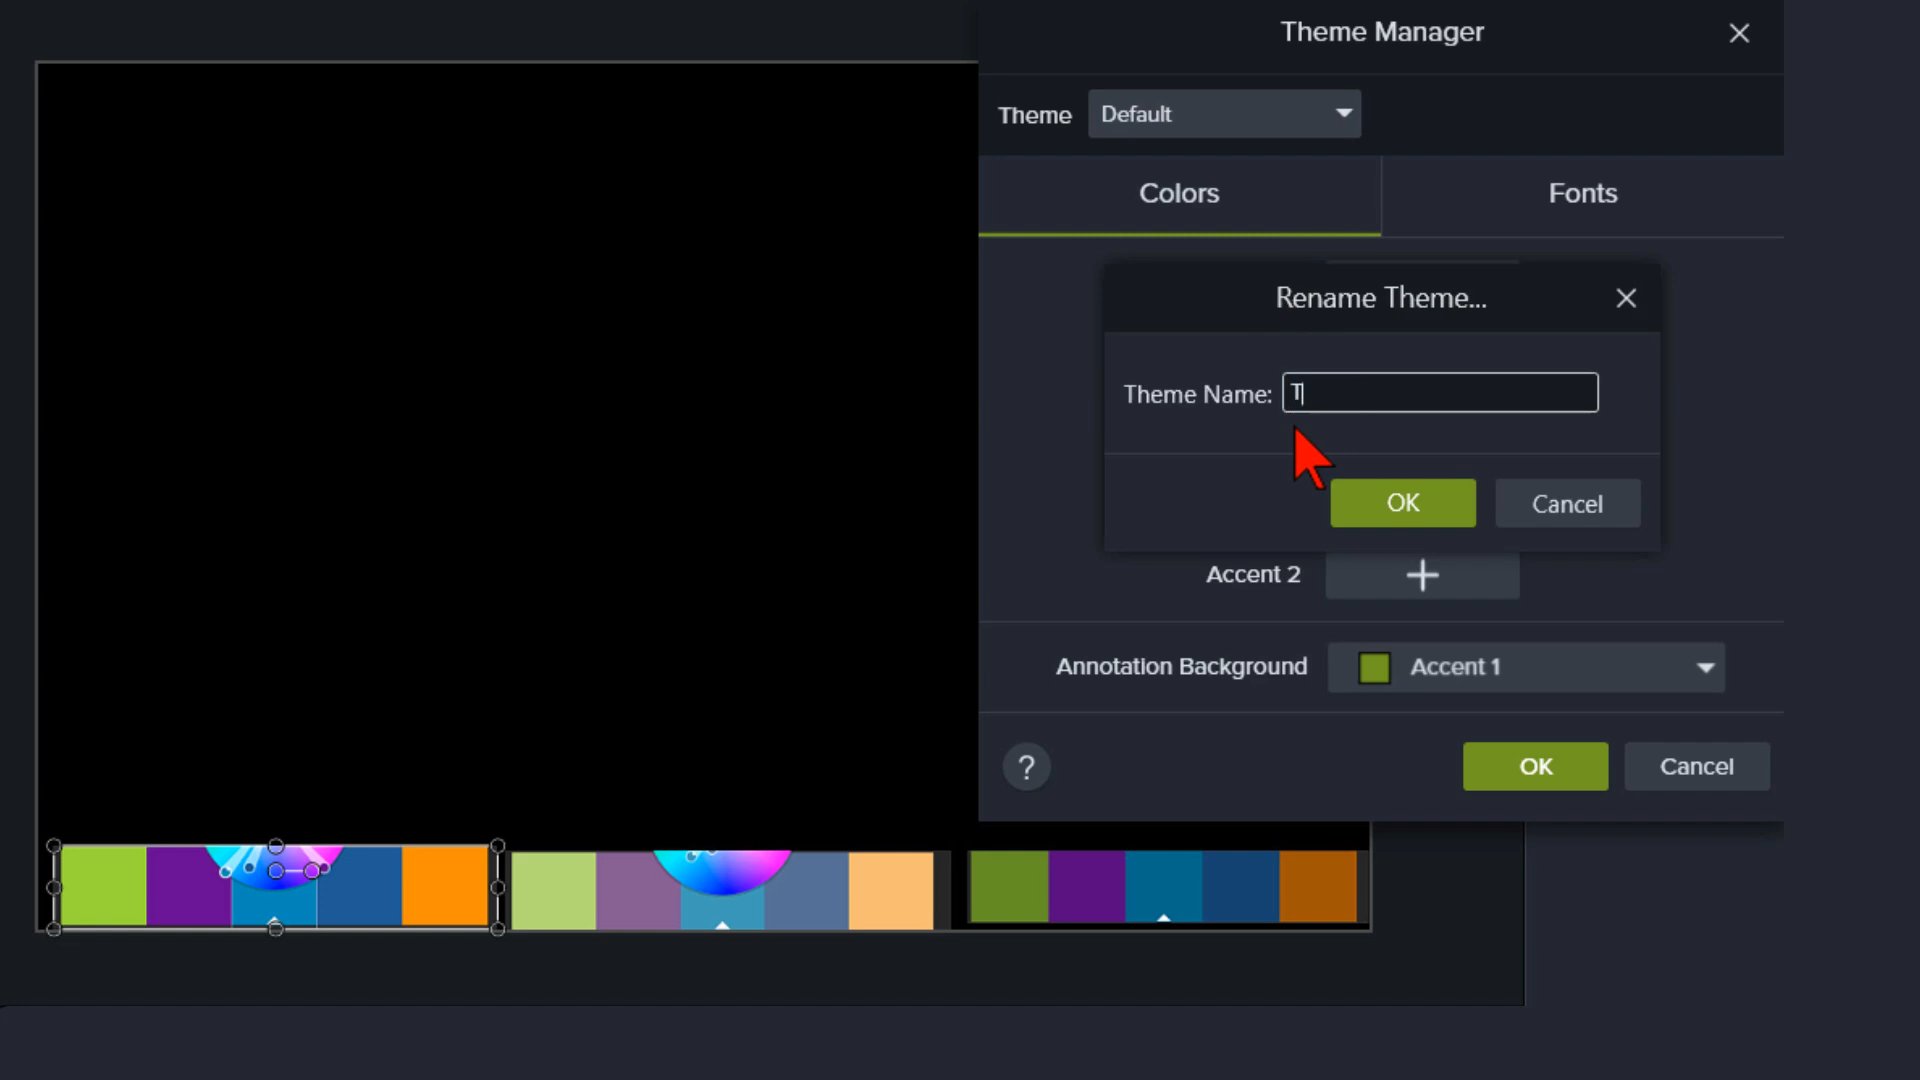 Theme Manager
Theme Default
Colors Fonts
Rename Theme...
Theme Name: T
OK Cancel
Accent 2 +
Annotation Background Accent 1
? OK Cancel